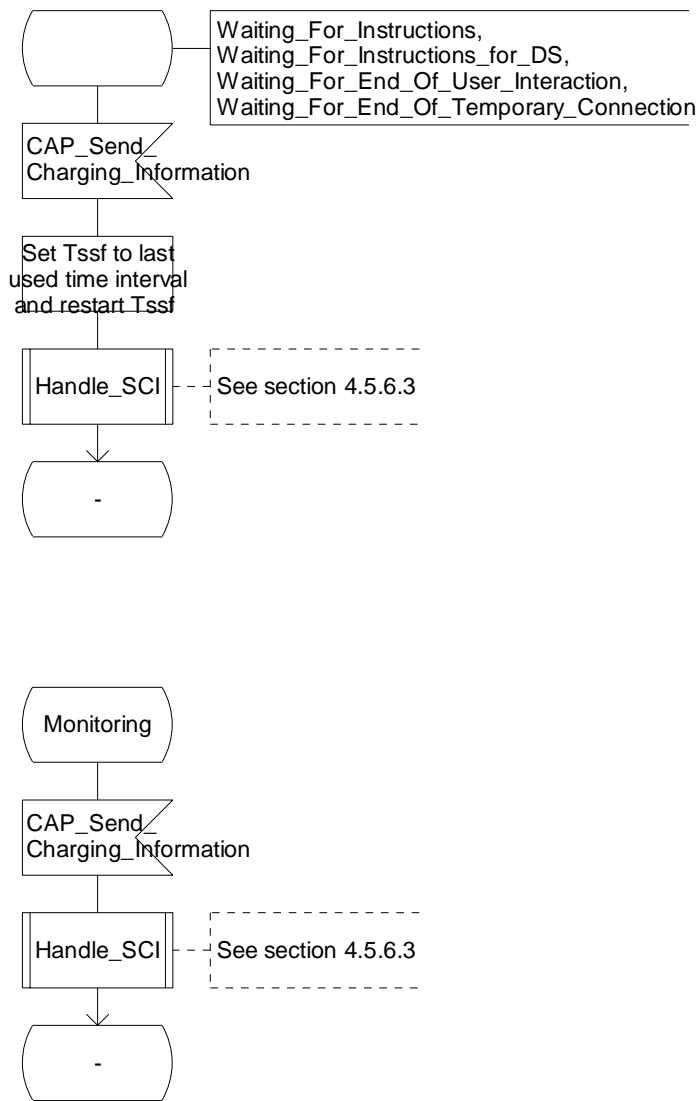 Waiting_For_Instructions,
Waiting_For_Instructions_for_DS,
Waiting_For_End_Of_User_Interaction,
Waiting_For_End_Of_Temporary_Connection
CAP_Send_
Charging_Information
Set Tssf to last
used time interval
and restart Tssf
Handle_SCI
See section 4.5.6.3
-
Monitoring
CAP_Send_
Charging_Information
Handle_SCI
See section 4.5.6.3
-